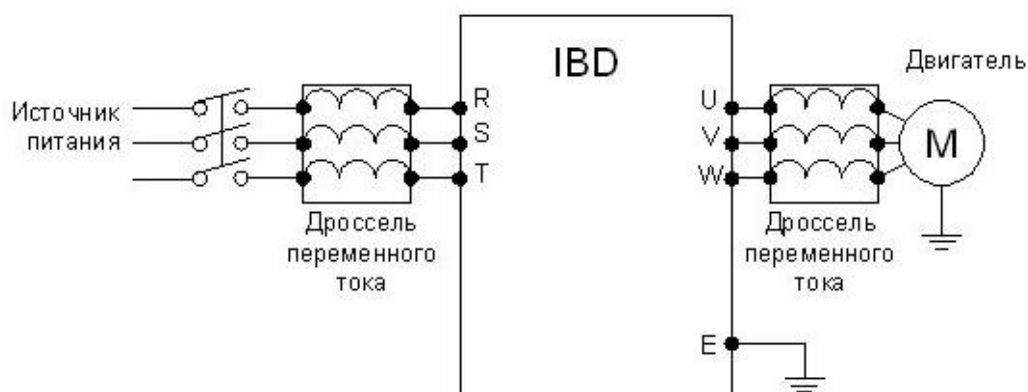 IBD
Двигатель
Источник
питания
R
S
T
U
V
W
M
Дроссель
переменного
тока
Дроссель
переменного
тока
E